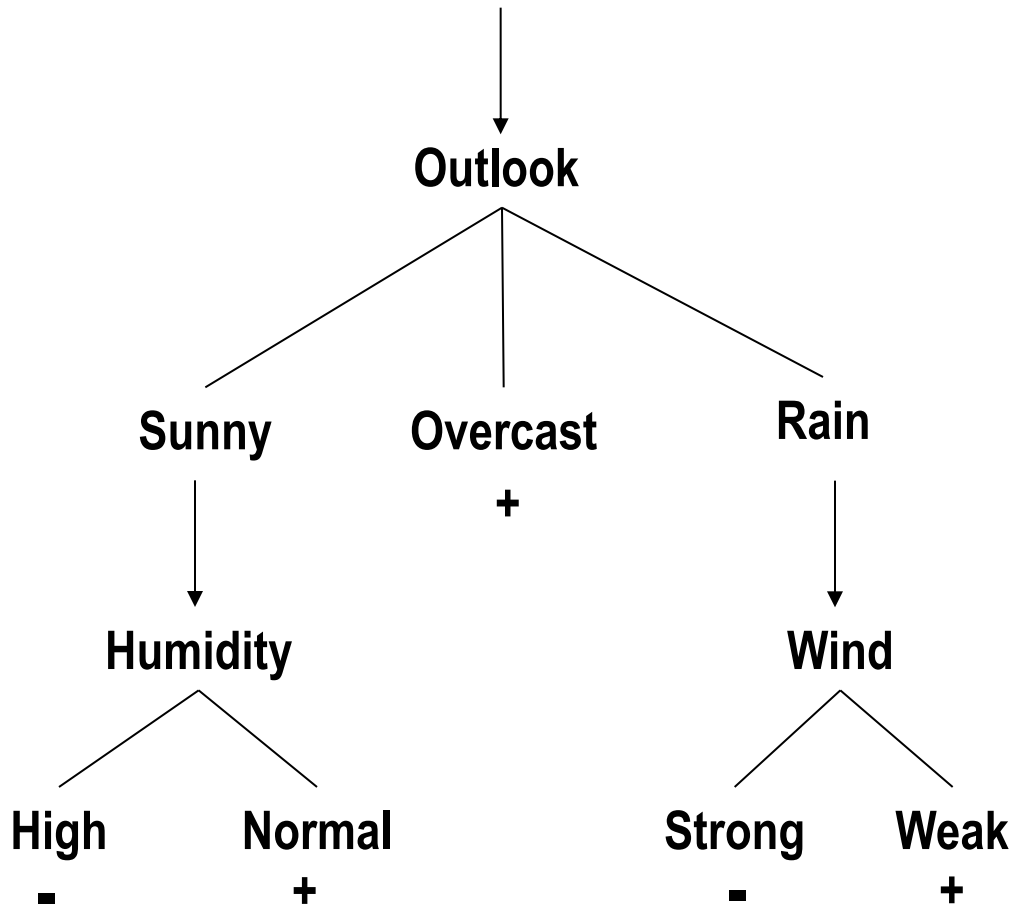 Outlook
Sunny Overcast Rain
+
Humidity Wind
High Normal Strong Weak
- + - +